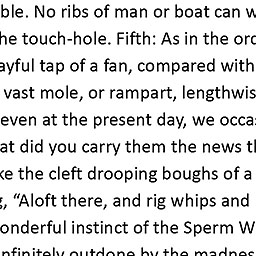 ble. No ribs of man or boat can w
he touch-hole. Fifth: As in the ord
ayful tap of a fan, compared with
vast mole, or rampart, lengthwis
even at the present day, we occa
at did you carry them the news t
ke the cleft drooping boughs of a
g, “Aloft there, and rig whips and
onderful instinct of the Sperm W
nfinitely outdone by the madnes